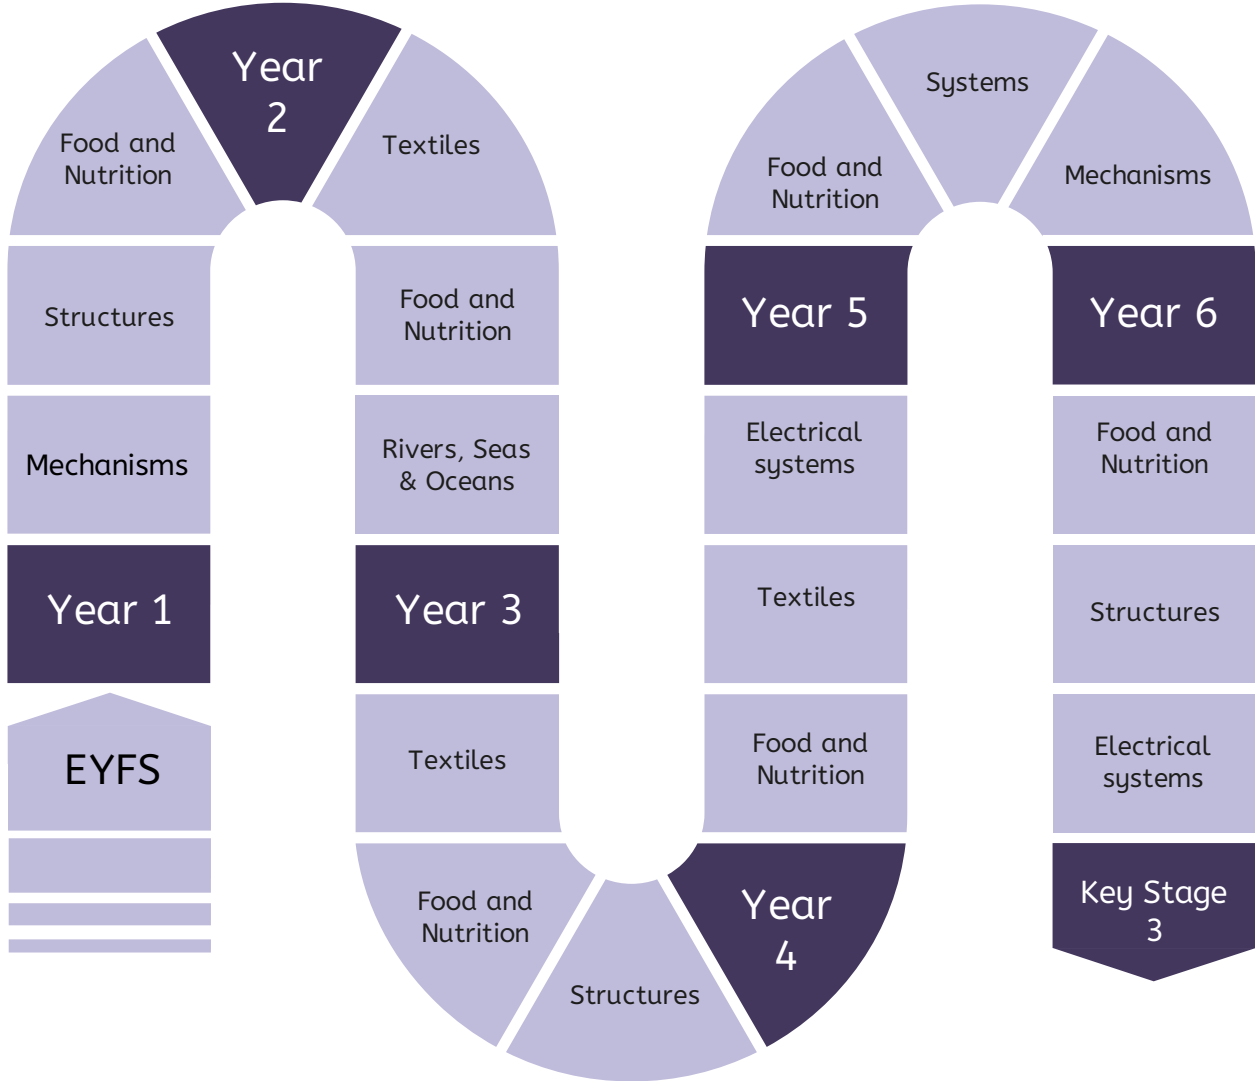 EYFS
Year 1
Mechanisms
Structures
Food and
Nutrition
Year
2
Textiles
Food and
Nutrition
Rivers, Seas
& Oceans
Year 3
Textiles
Food and
Nutrition
Structures
Year
4
Food and
Nutrition
Textiles
Electrical
systems
Year 5
Food and
Nutrition
Systems
Mechanisms
Year 6
Food and
Nutrition
Structures
Electrical
systems
Key Stage
3